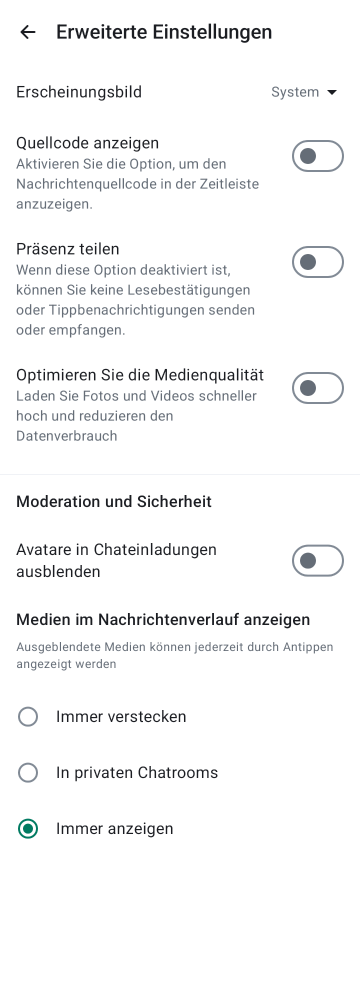 Erweiterte Einstellungen
Erscheinungsbild
System
Quellcode anzeigen
Aktivieren Sie die Option, um den
Nachrichtenquellcode in der Zeitleiste
anzuzeigen.
Präsenz teilen
Wenn diese Option deaktiviert ist,
können Sie keine Lesebestätigungen
oder Tippbenachrichtigungen senden
oder empfangen.
Optimieren Sie die Medienqualität
Laden Sie Fotos und Videos schneller
hoch und reduzieren den
Datenverbrauch
Moderation und Sicherheit
Avatare in Chateinladungen
ausblenden
Medien im Nachrichtenverlauf anzeigen
Ausgeblendete Medien können jederzeit durch Antippen
angezeigt werden
Immer verstecken
In privaten Chatrooms
Immer anzeigen